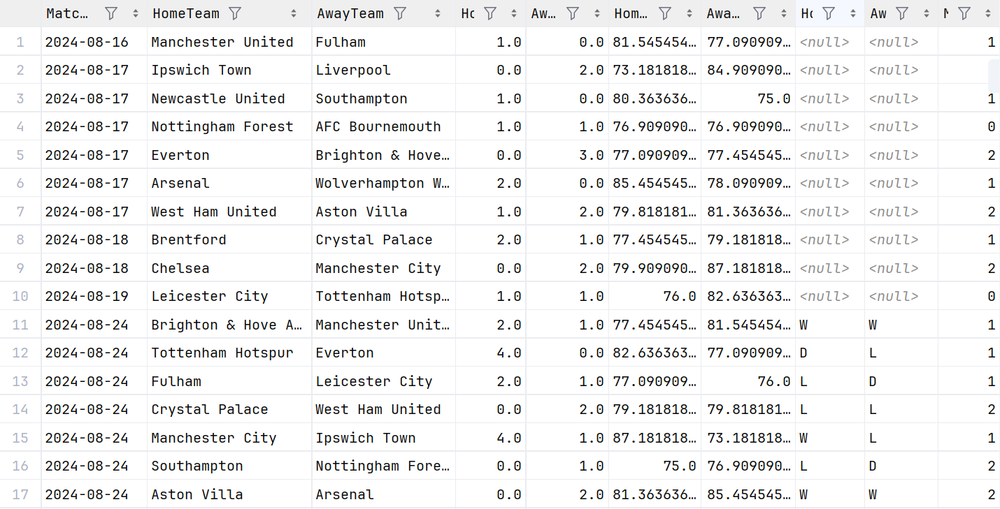 Matc… HomeTeam AwayTeam Hc Aw… Hom… Awa… Hc Aw
1 2024-08-16 Manchester United Fulham 1.0 0.0 81.545454… 77.090909… <null> <null> 1
2 2024-08-17 Ipswich Town Liverpool 0.0 2.0 73.181818… 84.909090… <null> <null>
3 2024-08-17 Newcastle United Southampton 1.0 0.0 80.363636… 75.0 <null> <null> 1
4 2024-08-17 Nottingham Forest AFC Bournemouth 1.0 1.0 76.909090… 76.909090… <null> <null> 0
5 2024-08-17 Everton Brighton & Hove… 0.0 3.0 77.090909… 77.454545… <null> <null> 2
6 2024-08-17 Arsenal Wolverhampton W… 2.0 0.0 85.454545… 78.090909… <null> <null> 1
7 2024-08-17 West Ham United Aston Villa 1.0 2.0 79.818181… 81.363636… <null> <null> 2
8 2024-08-18 Brentford Crystal Palace 2.0 1.0 77.454545… 79.181818… <null> <null> 1
9 2024-08-18 Chelsea Manchester City 0.0 2.0 79.909090… 87.181818… <null> <null> 2
10 2024-08-19 Leicester City Tottenham Hotsp… 1.0 1.0 76.0 82.636363… <null> <null> 0
11 2024-08-24 Brighton & Hove A… Manchester Unit… 2.0 1.0 77.454545… 81.545454… W W 1
12 2024-08-24 Tottenham Hotspur Everton 4.0 0.0 82.636363… 77.090909… D L 1
13 2024-08-24 Fulham Leicester City 2.0 1.0 77.090909… 76.0 L D 1
14 2024-08-24 Crystal Palace West Ham United 0.0 2.0 79.181818… 79.818181… L L 2
15 2024-08-24 Manchester City Ipswich Town 4.0 1.0 87.181818… 73.181818… W L 1
16 2024-08-24 Southampton Nottingham Fore… 0.0 1.0 75.0 76.909090… L D 2
17 2024-08-24 Aston Villa Arsenal 0.0 2.0 81.363636… 85.454545… W W 2